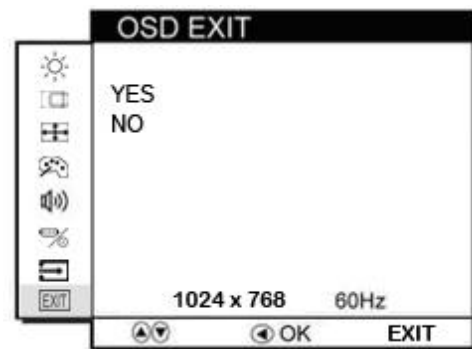 OSD EXIT
YES
NO
EXIT
1024 x 768 60Hz
OK EXIT